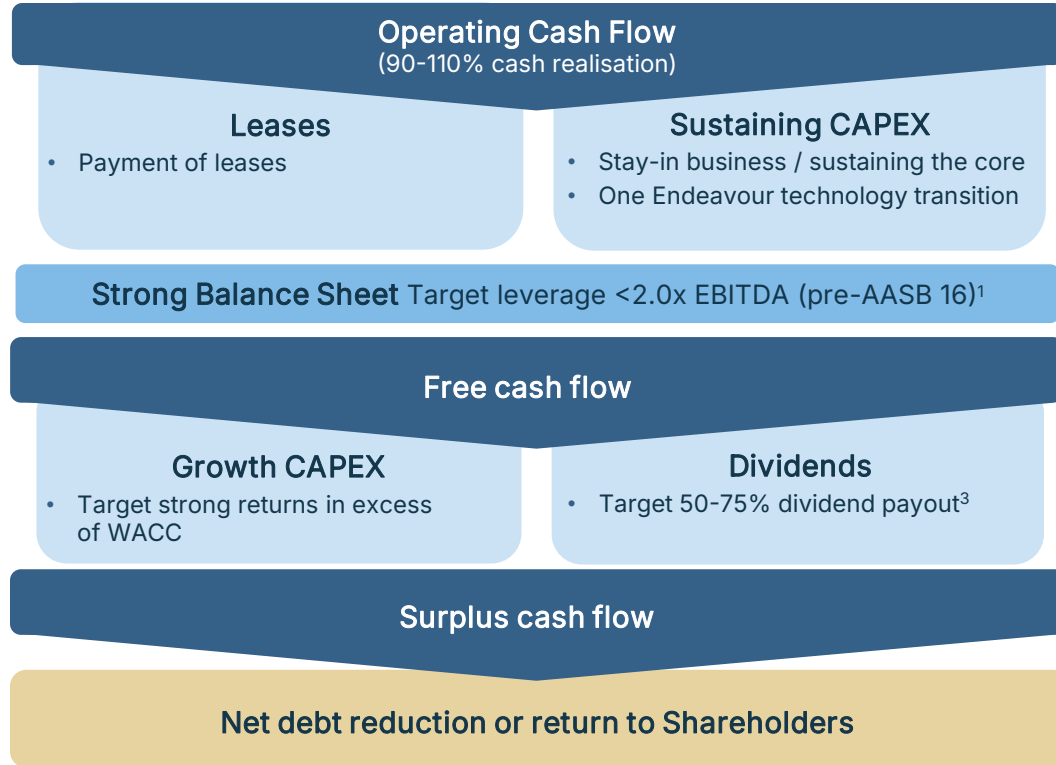 Operating Cash Flow
(90-110% cash realisation)
Leases
• Payment of leases
Sustaining CAPEX
• Stay-in business / sustaining the core
• One Endeavour technology transition
Strong Balance Sheet Target leverage <2.0x EBITDA (pre-AASB 16)¹
Free cash flow
Growth CAPEX
• Target strong returns in excess
of WACC
Dividends
• Target 50-75% dividend payout³
Surplus cash flow
Net debt reduction or return to Shareholders